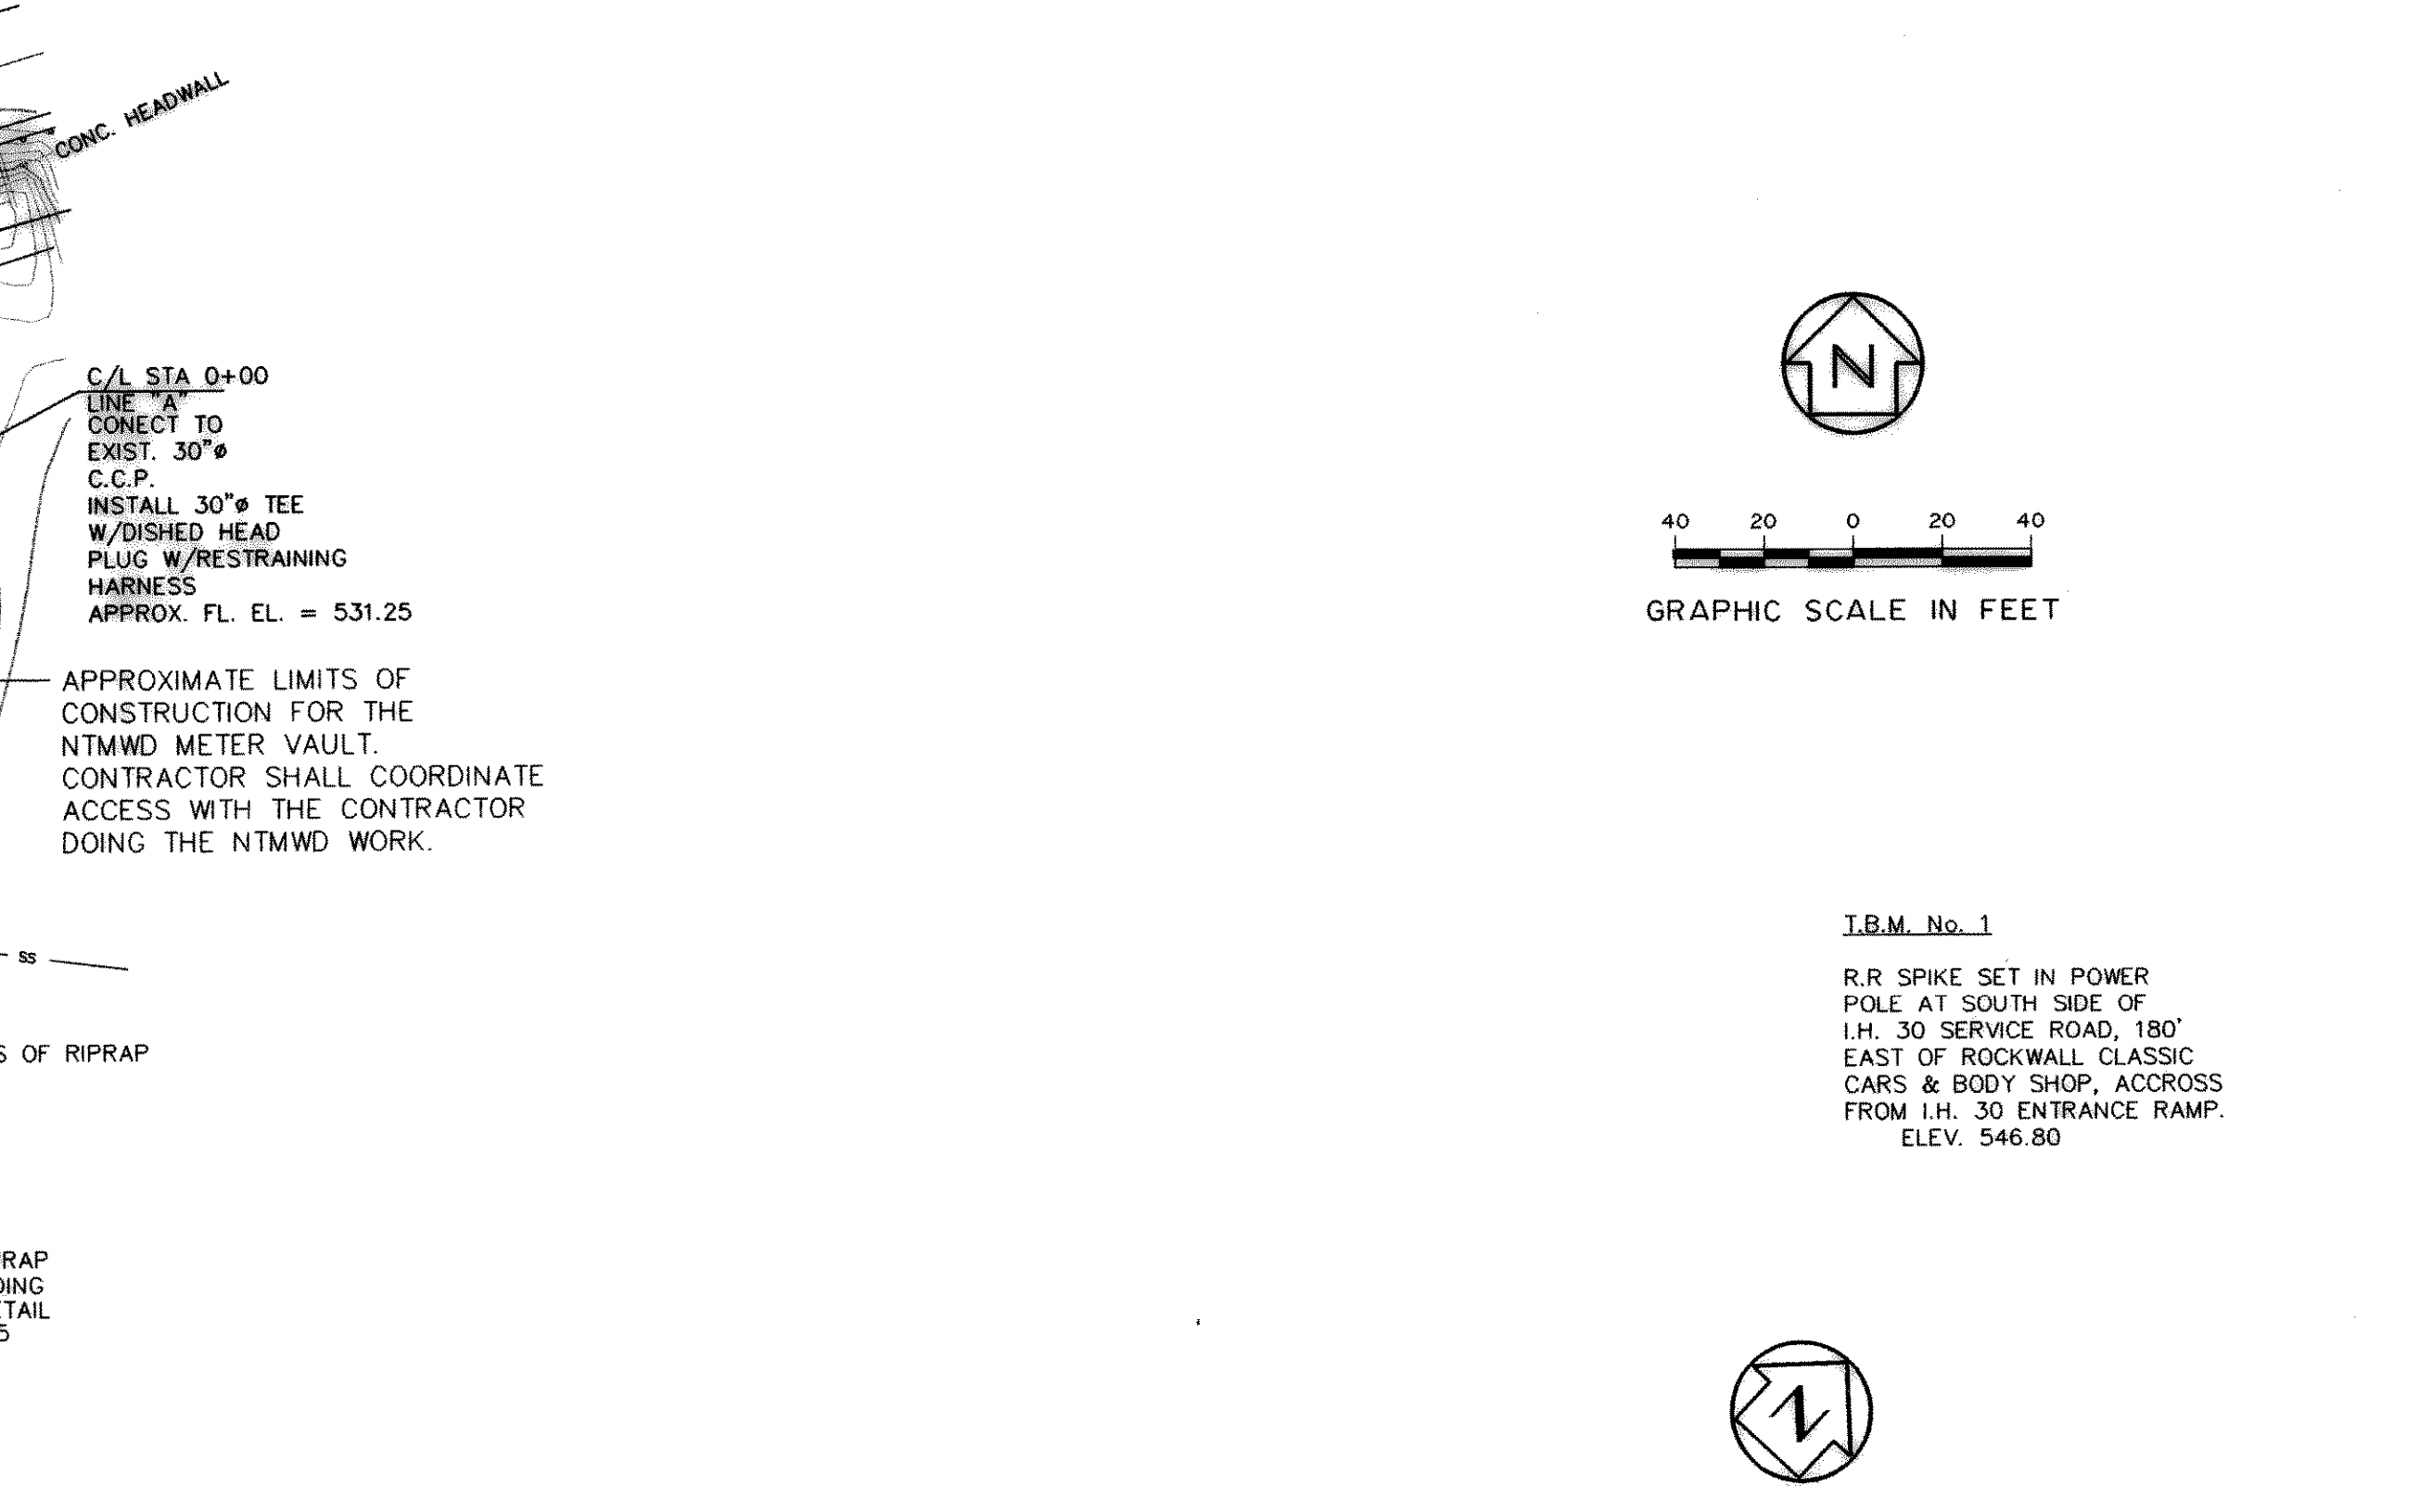 CONC. HEADWALL
C/L STA 0+00
LINE "A"
CONECT TO
EXIST. 30"ø
C.C.P.
INSTALL 30"ø TEE
W/DISHED HEAD
PLUG W/RESTRAINING
HARNESS
APPROX. FL. EL. = 531.25
APPROXIMATE LIMITS OF
CONSTRUCTION FOR THE
NTMWD METER VAULT.
CONTRACTOR SHALL COORDINATE
ACCESS WITH THE CONTRACTOR
DOING THE NTMWD WORK.
SS
S OF RIPRAP
RAP
DING
ETAIL
5
N
40 20 0 20 40
GRAPHIC SCALE IN FEET
T.B.M. No. 1
R.R SPIKE SET IN POWER
POLE AT SOUTH SIDE OF
I.H. 30 SERVICE ROAD, 180'
EAST OF ROCKWALL CLASSIC
CARS & BODY SHOP, ACCROSS
FROM I.H. 30 ENTRANCE RAMP.
ELEV. 546.80
N